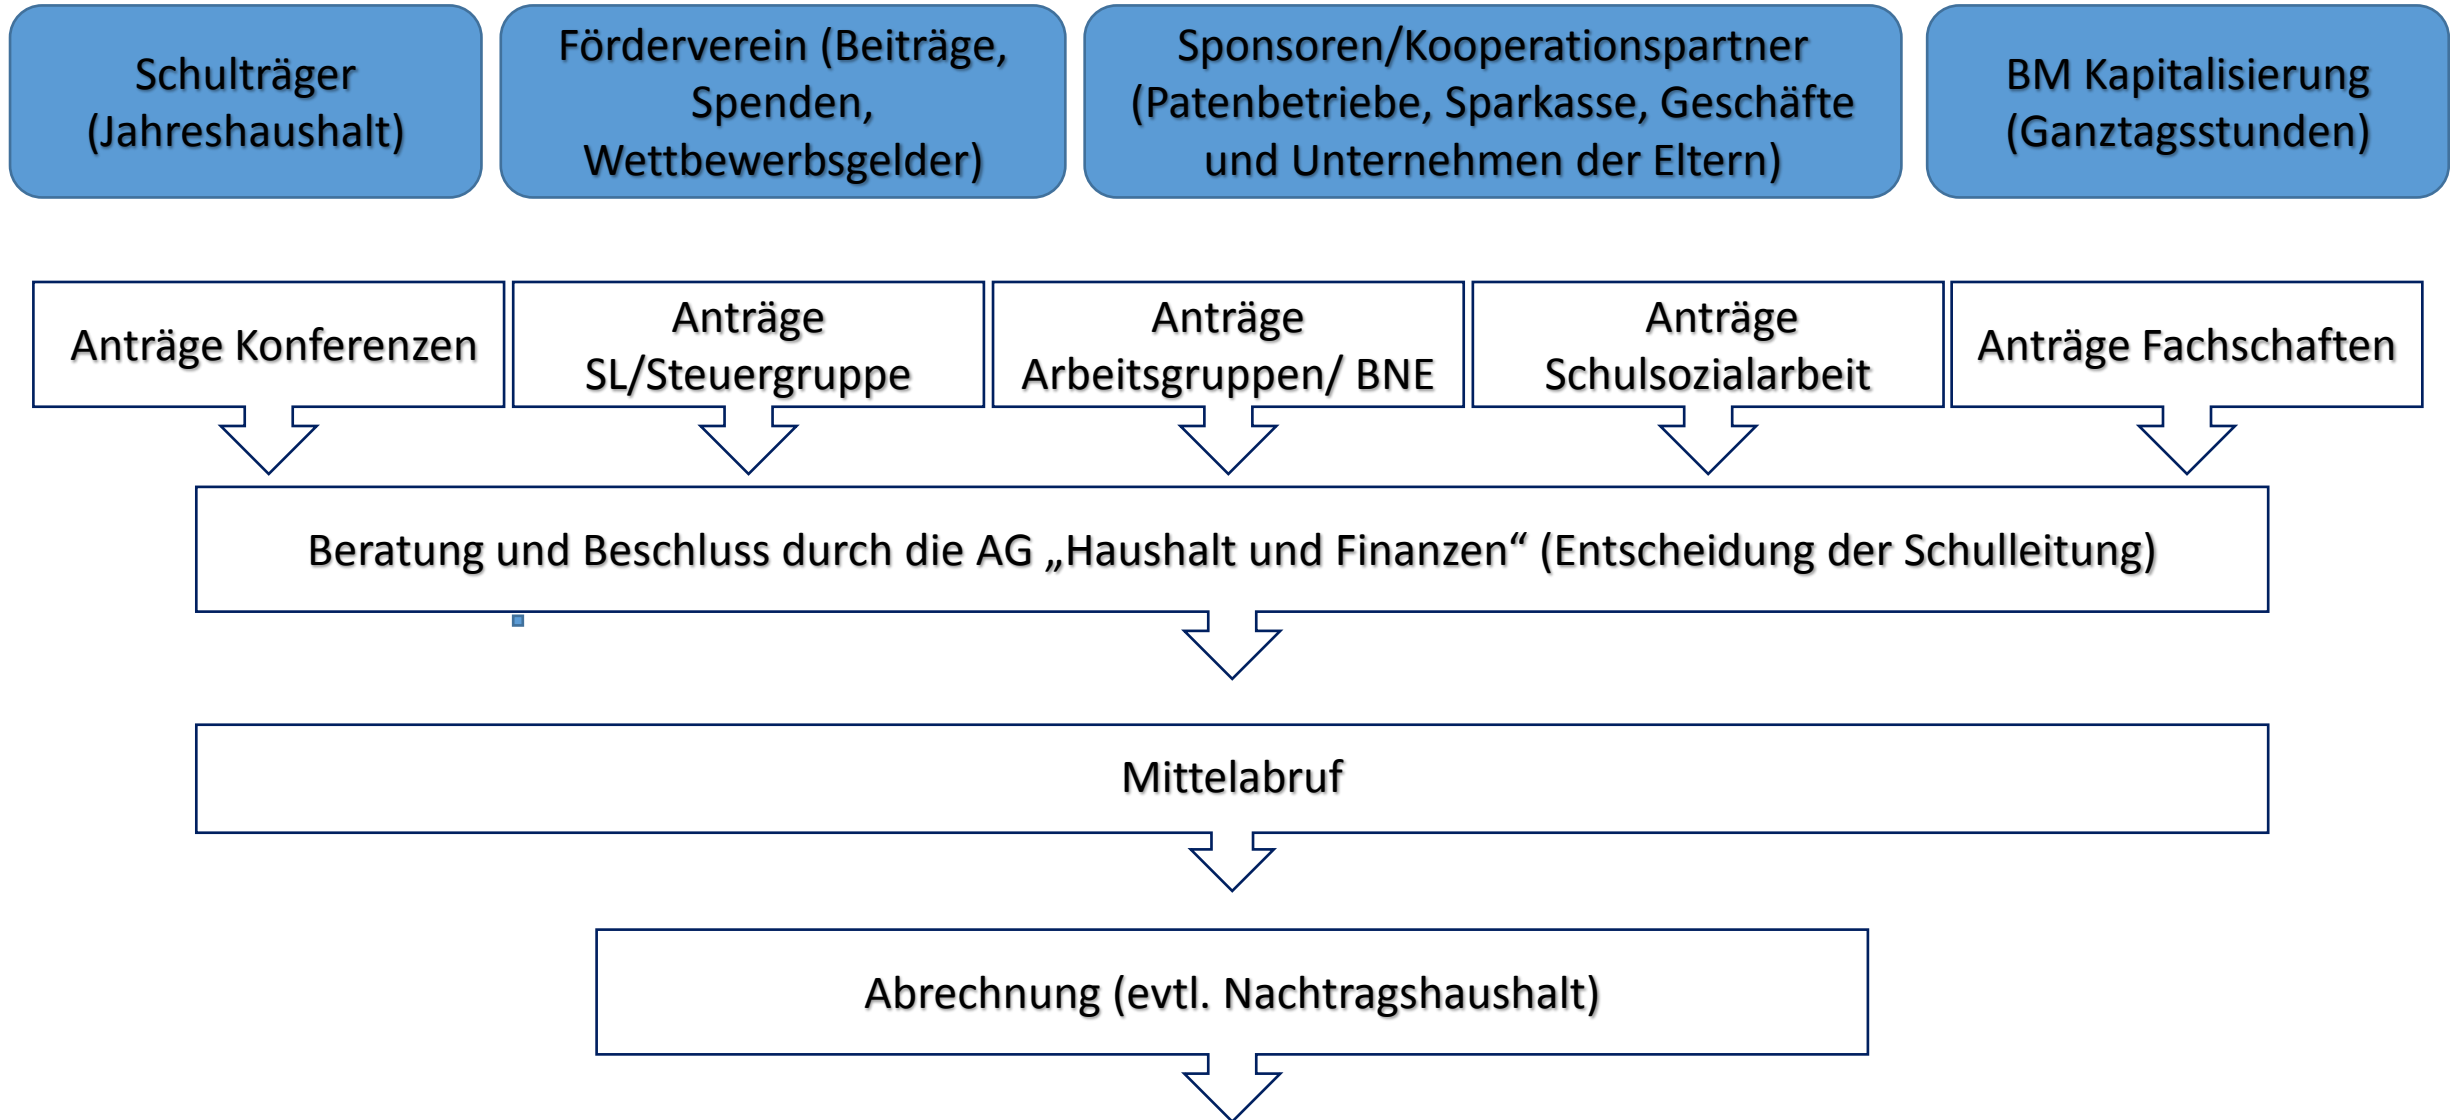 Schulträger
(Jahreshaushalt)
Förderverein (Beiträge,
Spenden,
Wettbewerbsgelder)
Sponsoren/Kooperationspartner
(Patenbetriebe, Sparkasse, Geschäfte
und Unternehmen der Eltern)
BM Kapitalisierung
(Ganztagsstunden)
Anträge Konferenzen
Anträge
SL/Steuergruppe
Anträge
Arbeitsgruppen/ BNE
Anträge
Schulsozialarbeit
Anträge Fachschaften
Beratung und Beschluss durch die AG „Haushalt und Finanzen“ (Entscheidung der Schulleitung)
Mittelabruf
Abrechnung (evtl. Nachtragshaushalt)